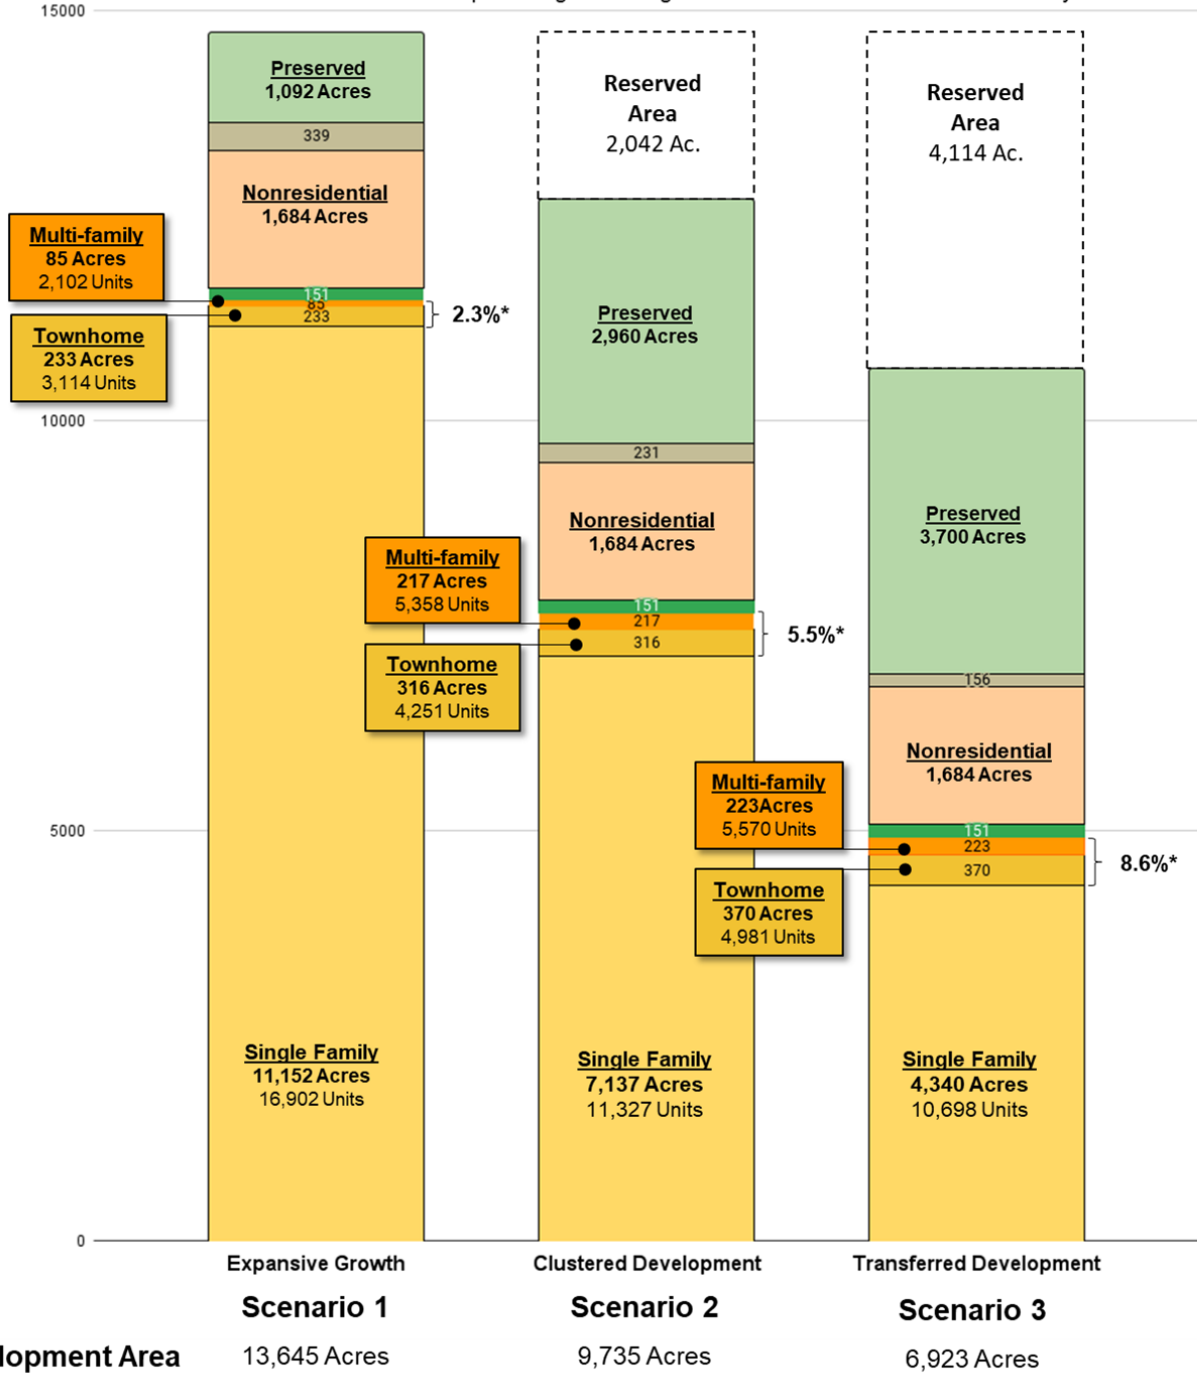 15000
Preserved
1,092 Acres
339
Nonresidential
1,684 Acres
Multi-family
85 Acres
2,102 Units
151
85
233
2.3%*
Townhome
233 Acres
3,114 Units
Single Family
11,152 Acres
16,902 Units
Reserved
Area
2,042 Ac.
Preserved
2,960 Acres
231
Nonresidential
1,684 Acres
Multi-family
217 Acres
5,358 Units
151
217
316
5.5%*
Townhome
316 Acres
4,251 Units
Single Family
7,137 Acres
11,327 Units
Reserved
Area
4,114 Ac.
Preserved
3,700 Acres
156
Nonresidential
1,684 Acres
Multi-family
223Acres
5,570 Units
151
223
370
8.6%*
Townhome
370 Acres
4,981 Units
Single Family
4,340 Acres
10,698 Units
10000
5000
0
Expansive Growth
Clustered Development
Transferred Development
Scenario 1
Scenario 2
Scenario 3
lopment Area
13,645 Acres
9,735 Acres
6,923 Acres